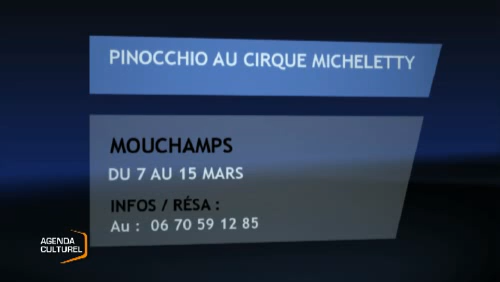 PINOCCHIO AU CIRQUE MICHELETTY
MOUCHAMPS
DU 7 AU 15 MARS
INFOS / RÉSA :
Au : 06 70 59 12 85
AGENDA
CULTUREL